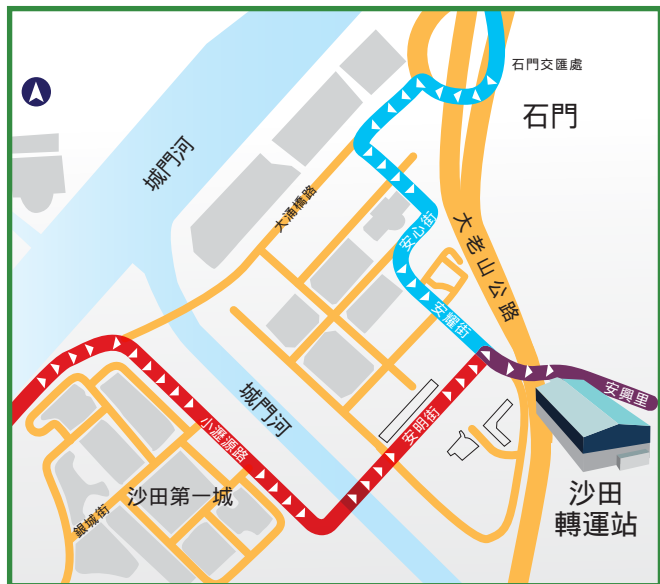 石門交匯處
石門
城門河
大涌橋路
安心街
大老山公路
安耀街
安興里
城門河
安明街
小瀝源路
沙田第一城
銀城街
沙田
轉運站